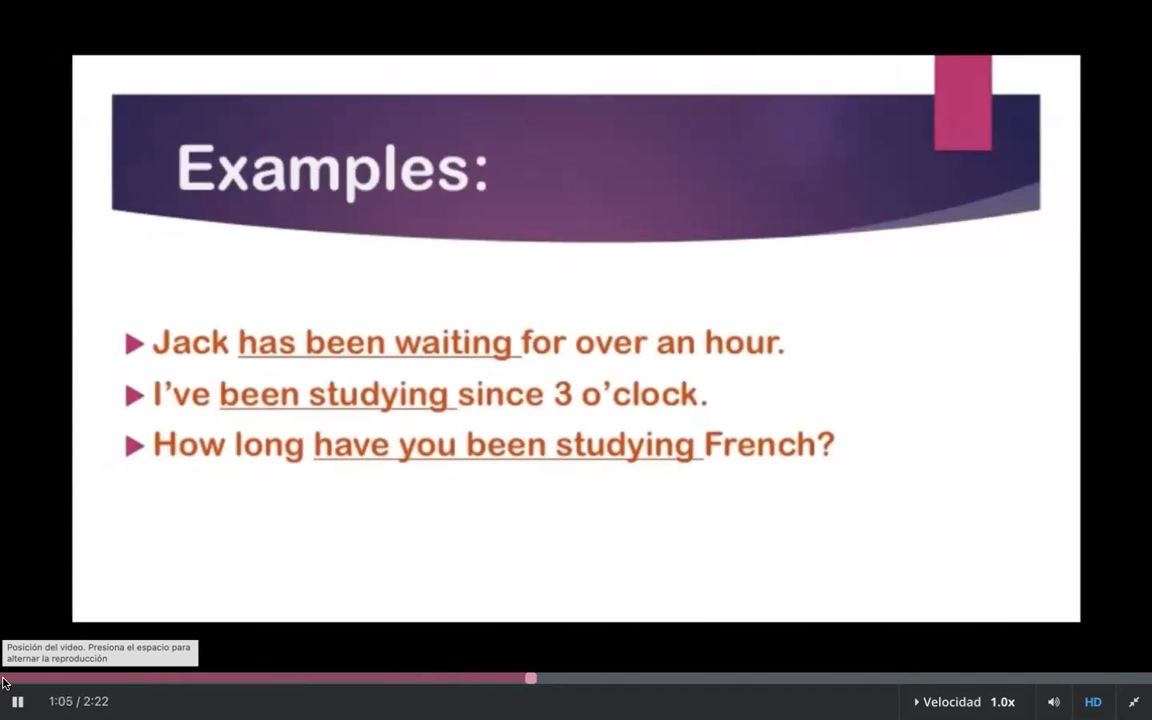 Examples:
Jack has been waiting for over an hour.
I've been studying since 3 o'clock.
How long have you been studying French?
Posición del video. Presiona el espacio para
alternar la reproducción
1:05 / 2:22
Velocidad 1.0x
HD